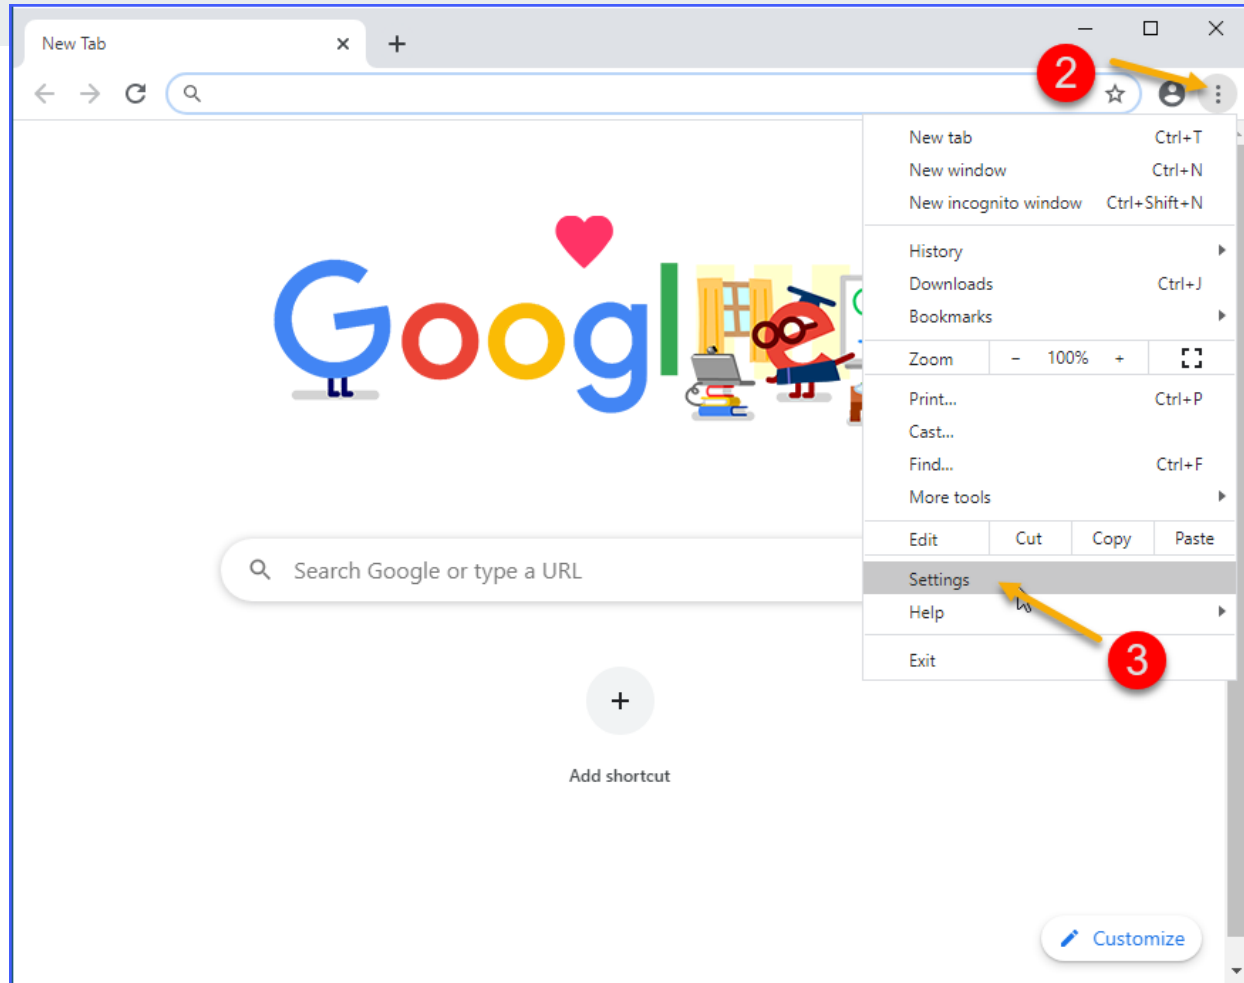 New Tab
2
New tab Ctrl+T
New window Ctrl+N
New incognito window Ctrl+Shift+N
History
Downloads Ctrl+J
Bookmarks
Zoom - 100% +
Print... Ctrl+P
Cast...
Find... Ctrl+F
More tools
Edit Cut Copy Paste
Settings
Help
3
Exit
Google
Search Google or type a URL
Add shortcut
Customize